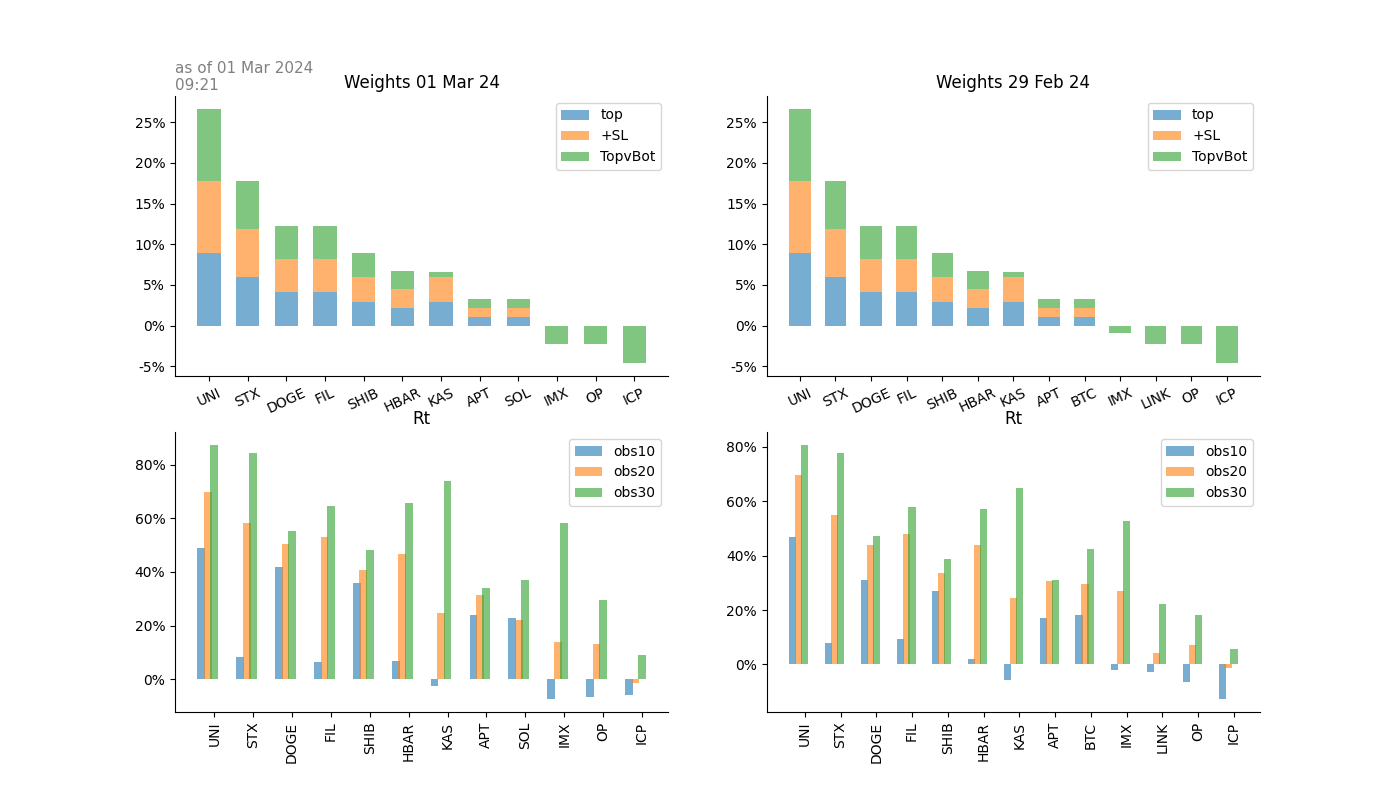 as of 01 Mar 2024
09:21
Weights 01 Mar 24
25%
20%
15%
10%
5%
0%
-5%
top
+SL
TopvBot
UNI STX DOGE FIL SHIB HBAR KAS APT SOL IMX OP ICP
Weights 29 Feb 24
25%
20%
15%
10%
5%
0%
-5%
top
+SL
TopvBot
UNI STX DOGE FIL SHIB HBAR KAS APT BTC IMX LINK OP ICP
Rt
80%
60%
40%
20%
0%
obs10
obs20
obs30
UNI STX DOGE FIL SHIB HBAR KAS APT SOL IMX OP ICP
Rt
80%
60%
40%
20%
0%
obs10
obs20
obs30
UNI STX DOGE FIL SHIB HBAR KAS APT BTC IMX LINK OP ICP